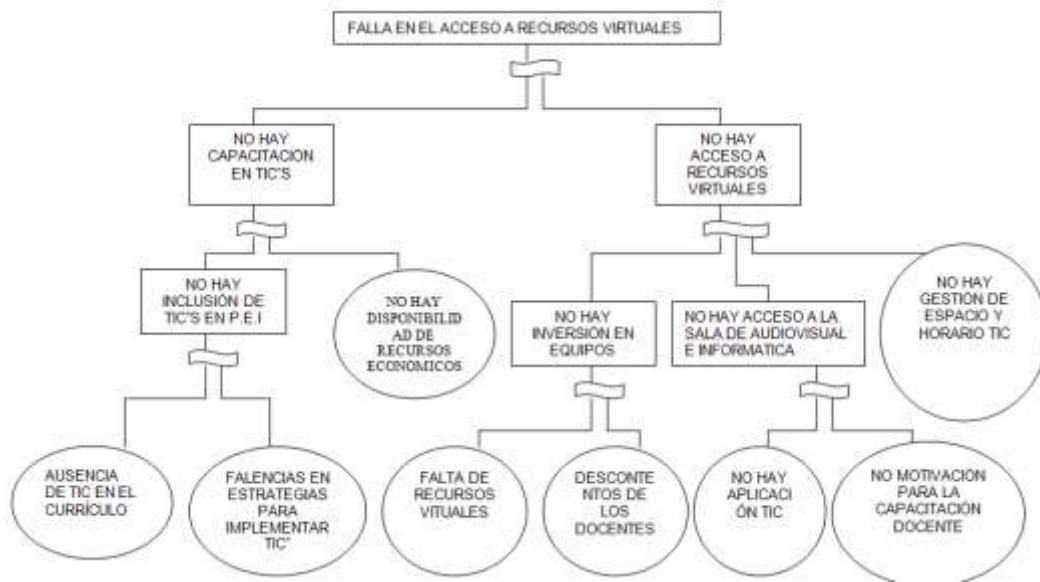 FALLA EN EL ACCESO A RECURSOS VIRTUALES
NO HAY
CAPACITACION
EN TIC"S
NO HAY
ACCESO A
RECURSOS
VIRTUALES
NO HAY
INCLUSIÓN DE
TIC"S EN P.E.I
NO HAY
DISPONIBILID
AD DE
RECURSOS
ECONÓMICOS
NO HAY
INVERSIÓN EN
EQUIPOS
NO HAY ACCESO A LA
SALA DE AUDIOVISUAL
E INFORMATICA
NO HAY
GESTIÓN DE
ESPACIO Y
HORARIO TIC
AUSENCIA
DE TIC EN EL
CURRÍCULO
FALENCIAS EN
ESTRATEGIAS
PARA
IMPLEMENTAR
TIC"
FALTA DE
RECURSOS
VITUALES
DESCONTE
NTOS DE
LOS
DOCENTES
NO HAY
APLICACI
ÓN TIC
NO MOTIVACIÓN
PARA LA
CAPACITACIÓN
DOCENTE